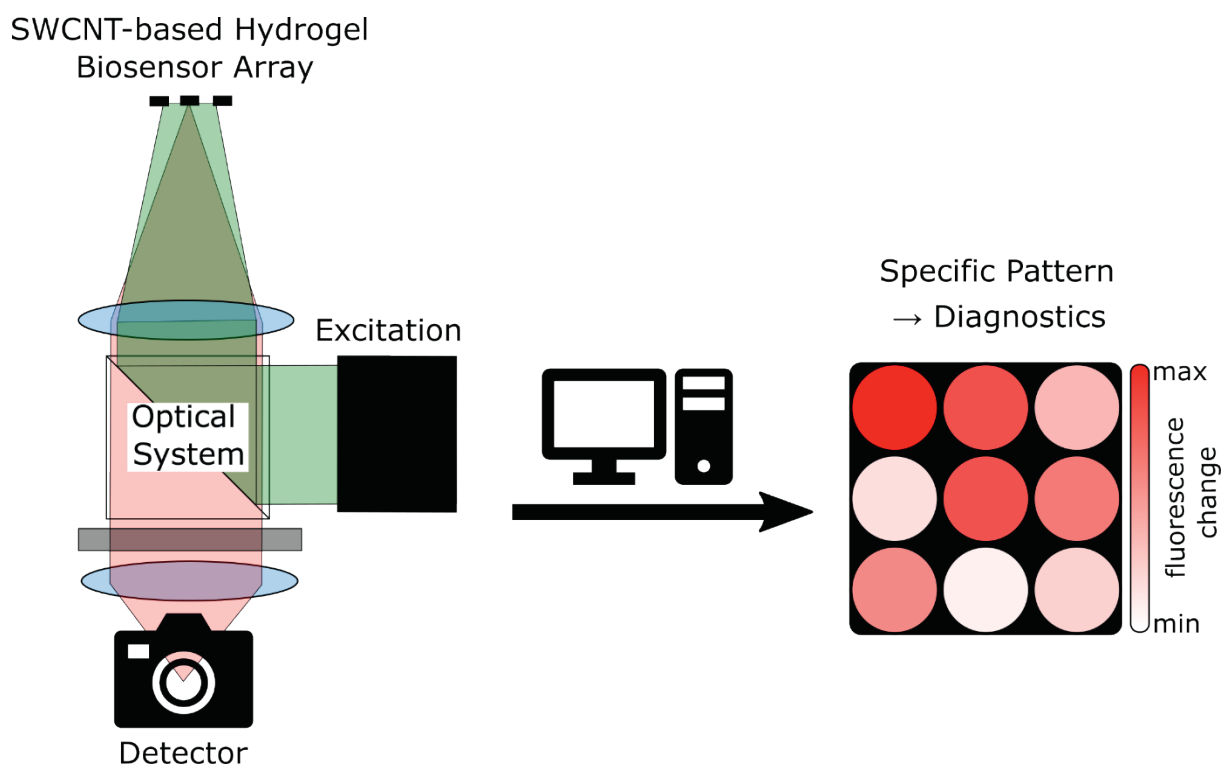 SWCNT-based Hydrogel
Biosensor Array
Excitation
Optical
System
Detector
Specific Pattern
→ Diagnostics
max
fluorescence
change
min